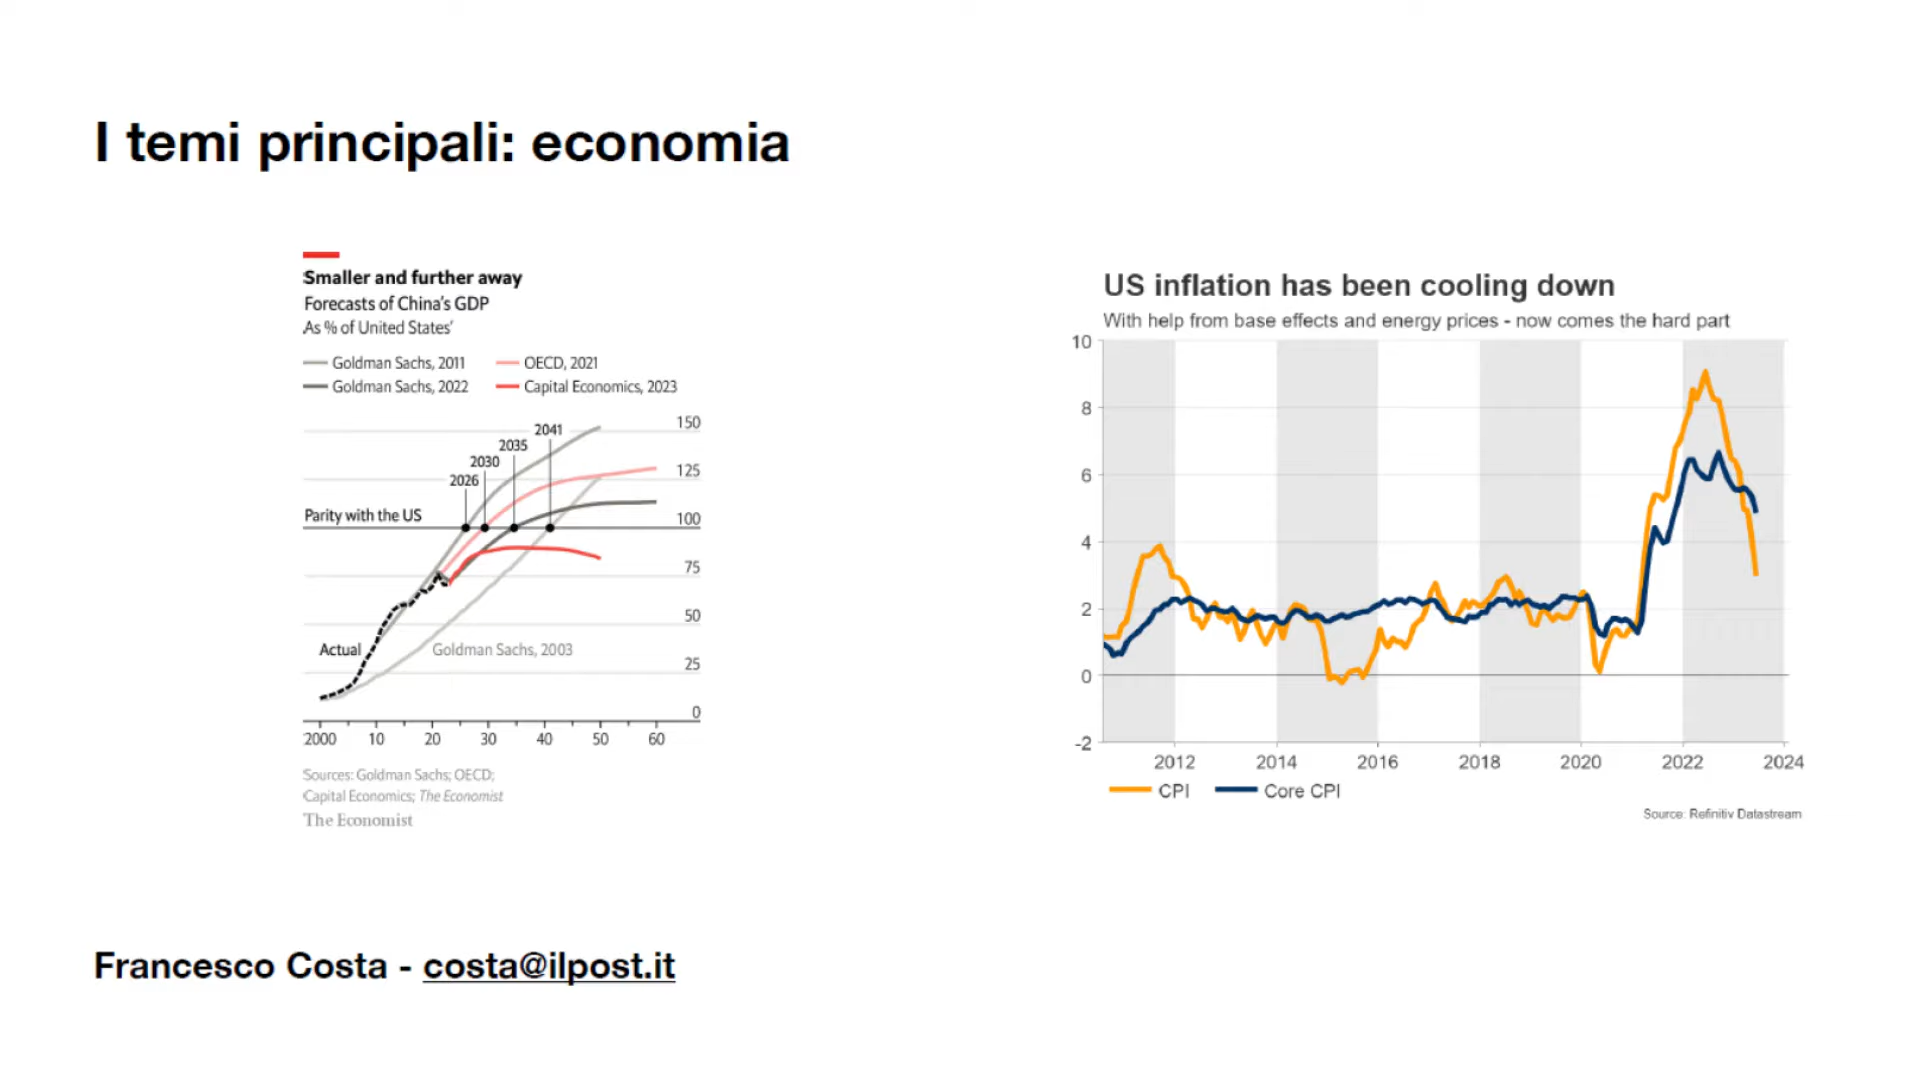 I temi principali: economia
Smaller and further away
Forecasts of China's GDP
As % of United States'
Goldman Sachs, 2011
OECD, 2021
Goldman Sachs, 2022
Capital Economics, 2023
150
2041
2035
2030
125
2026
Parity with the US
100
75
50
Actual
Goldman Sachs, 2003
25
0
2000 10 20 30 40 50 60
Sources: Goldman Sachs; OECD;
Capital Economics; The Economist
The Economist
US inflation has been cooling down
With help from base effects and energy prices - now comes the hard part
10
8
6
4
2
0
-2
2012 2014 2016 2018 2020 2022 2024
CPI Core CPI
Source: Refinitiv Datastream
Francesco Costa - costa@ilpost.it